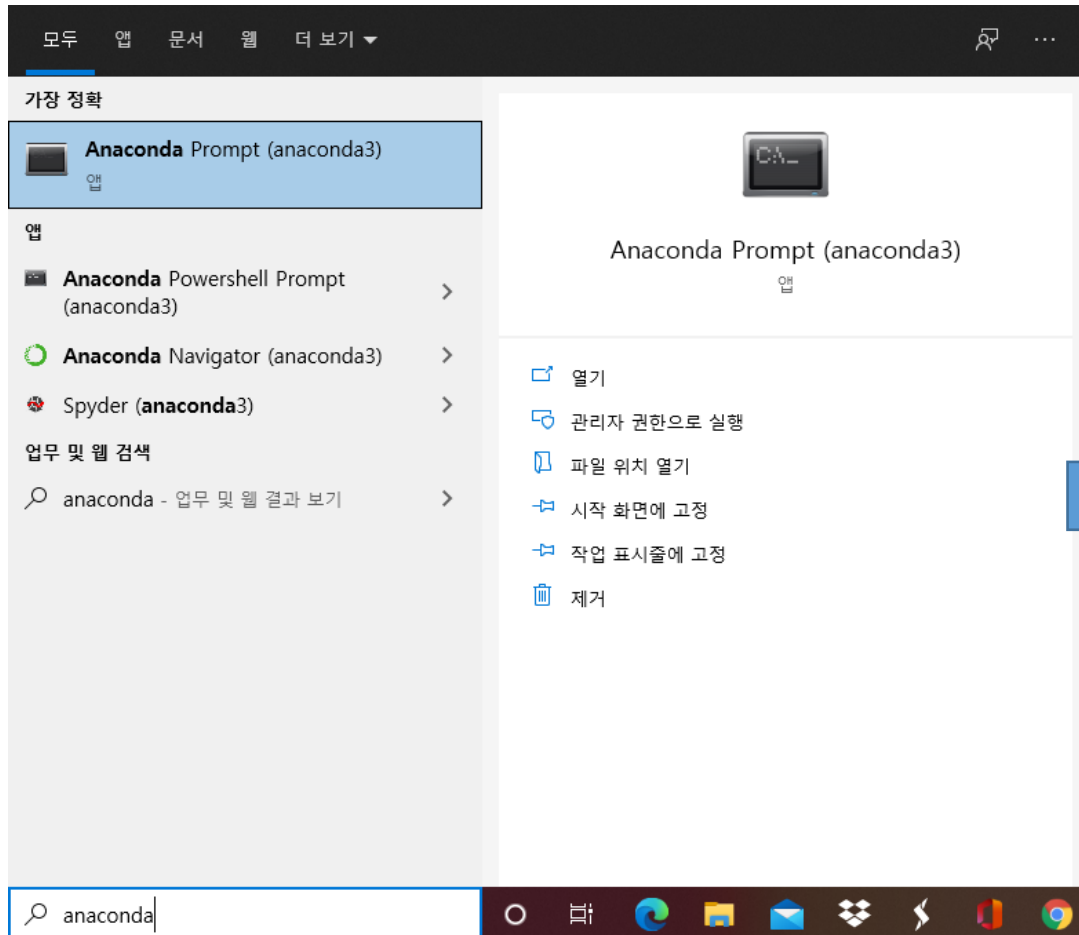 모두 앱 문서 웹 더 보기
가장 정확
Anaconda Prompt (anaconda3)
앱
앱
Anaconda Powershell Prompt
(anaconda3)
Anaconda Navigator (anaconda3)
Spyder (anaconda3)
업무 및 웹 검색
anaconda - 업무 및 웹 결과 보기
C:\_
Anaconda Prompt (anaconda3)
앱
열기
관리자 권한으로 실행
파일 위치 열기
시작 화면에 고정
작업 표시줄에 고정
제거
anaconda